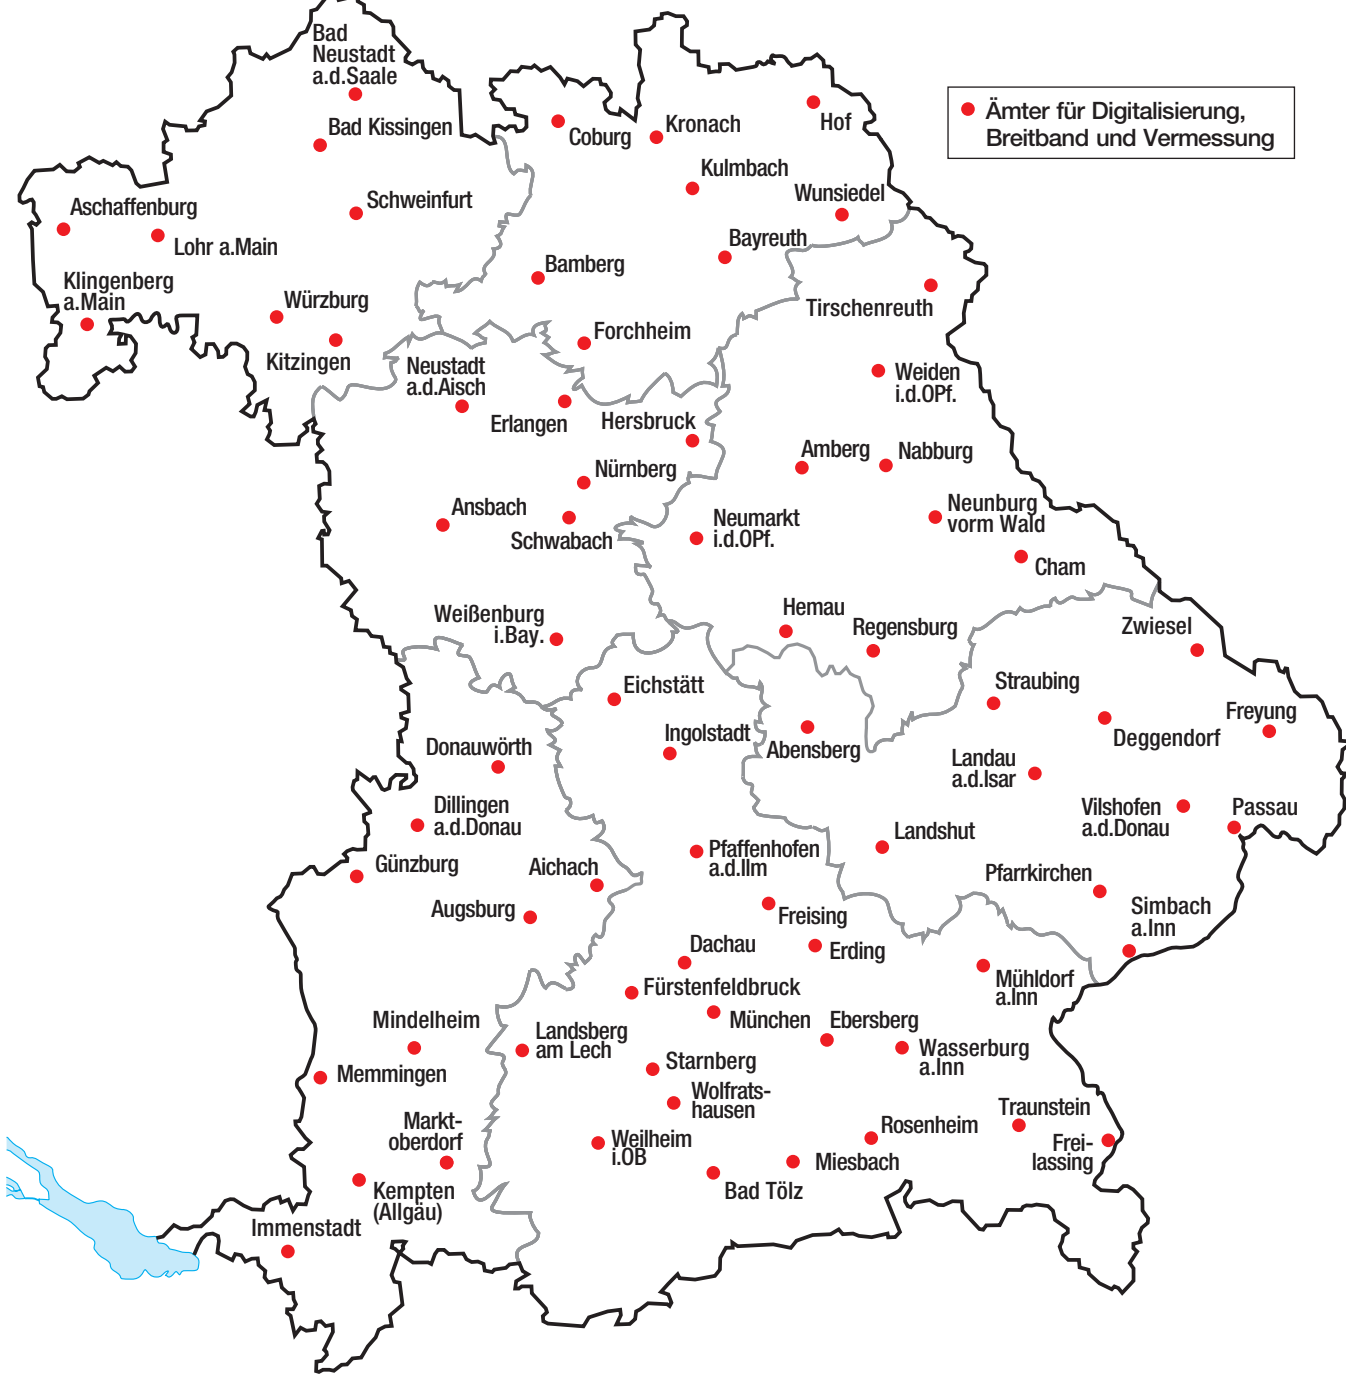 Bad
Neustadt
a.d.Saale
Bad Kissingen
Coburg
Kronach
Hof
Ämter für Digitalisierung,
Breitband und Vermessung
Kulmbach
Wunsiedel
Schweinfurt
Aschaffenburg
Lohr a.Main
Bayreuth
Bamberg
Klingenberg
a.Main
Würzburg
Tirschenreuth
Forchheim
Kitzingen
Neustadt
a.d.Aisch
Weiden
i.d.OPf.
Erlangen
Hersbruck
Amberg
Nabburg
Nürnberg
Ansbach
Schwabach
Neumarkt
i.d.OPf.
Neunburg
vorm Wald
Cham
Weißenburg
i.Bay.
Hemau
Regensburg
Zwiesel
Eichstätt
Straubing
Freyung
Deggendorf
Donauwörth
Ingolstadt
Abensberg
Landau
a.d.Isar
Dillingen
a.d.Donau
Vilshofen
a.d.Donau
Passau
Landshut
Günzburg
Aichach
Pfaffenhofen
a.d.Ilm
Pfarrkirchen
Augsburg
Freising
Simbach
a.Inn
Dachau
Erding
Mühldorf
a.Inn
Fürstenfeldbruck
Mindelheim
Landsberg
am Lech
München
Ebersberg
Wasserburg
a.Inn
Memmingen
Starnberg
Wolfrats-
hausen
Markt-
oberdorf
Weilheim
i.OB
Rosenheim
Traunstein
Frei-
lassing
Miesbach
Bad Tölz
Kempten
(Allgäu)
Immenstadt